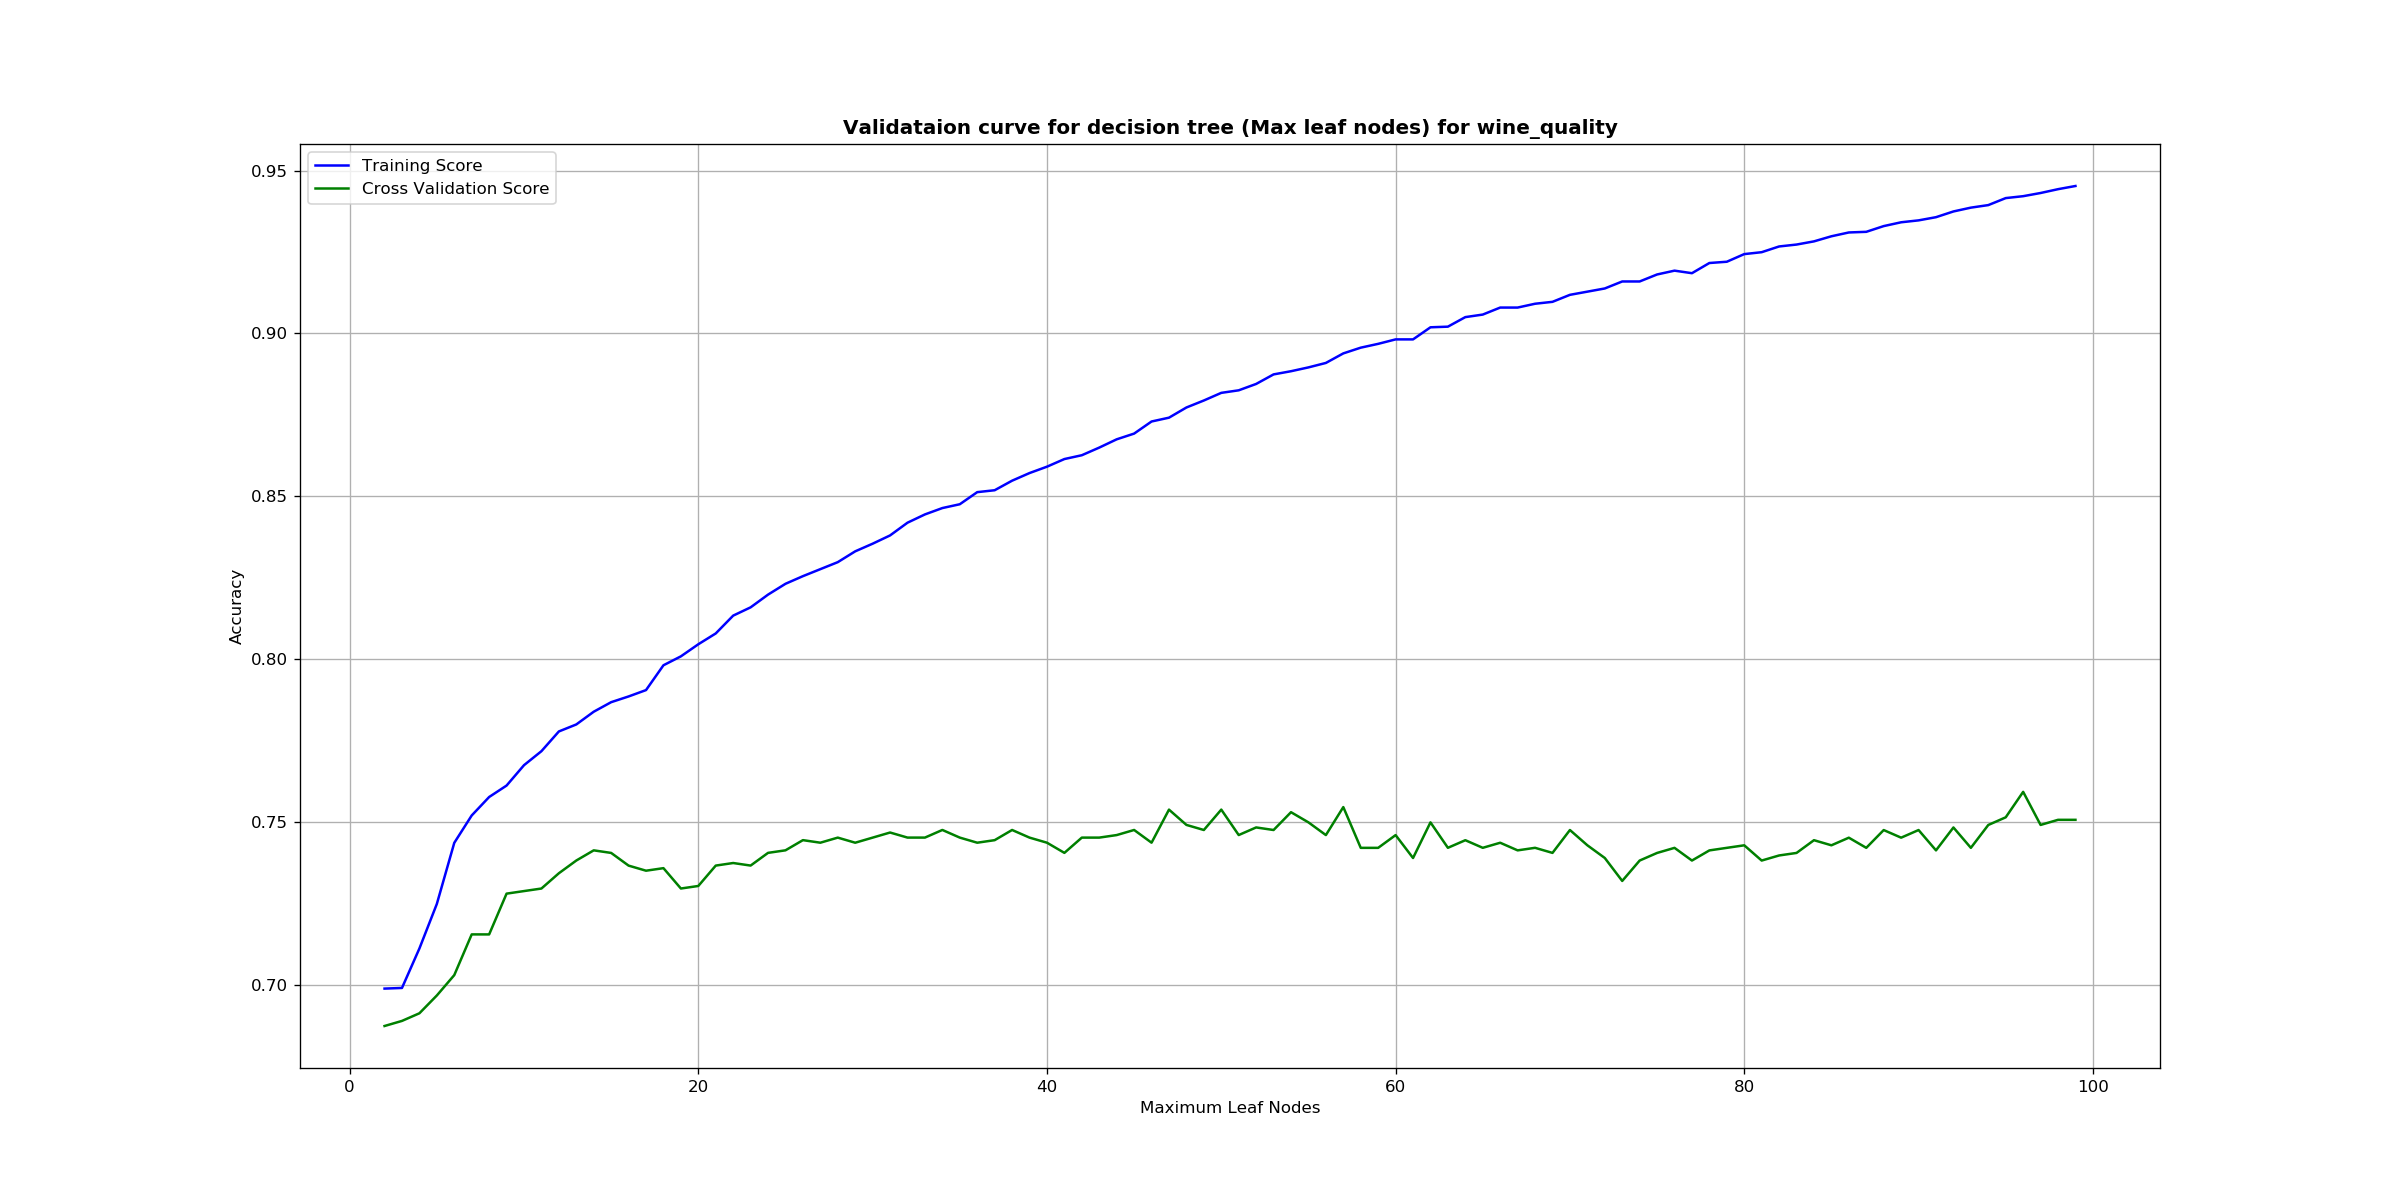 Validataion curve for decision tree (Max leaf nodes) for wine_quality
Training Score
Cross Validation Score
0.95
0.90
0.85
0.80
0.75
0.70
Accuracy
0 20 40 60 80 100
Maximum Leaf Nodes